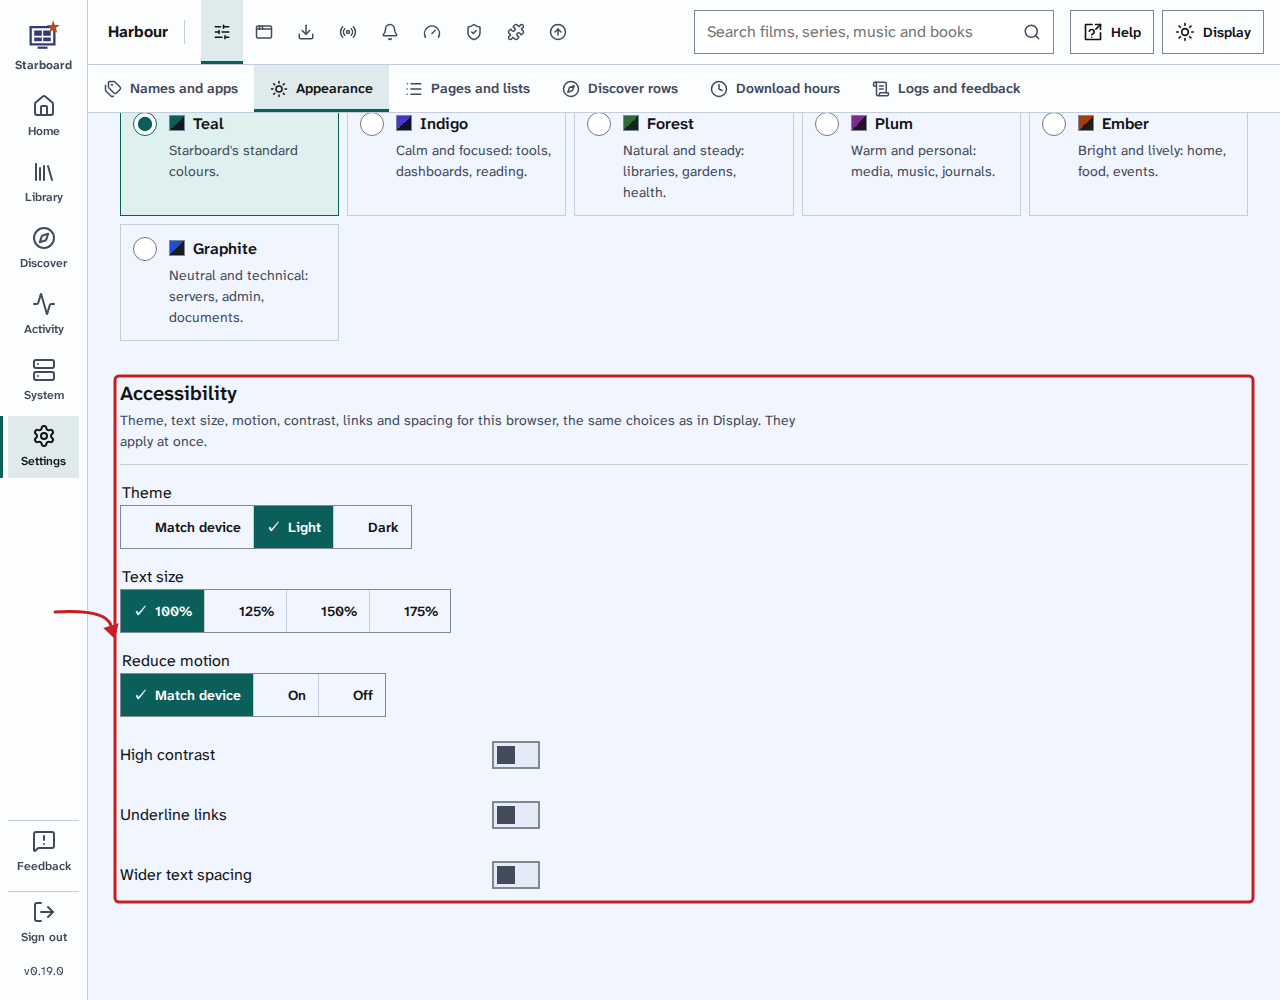 Starboard
Home
Library
Discover
Activity
System
Settings
Feedback
Sign out
v0.19.0
Harbour
Search films, series, music and books
Help
Display
Names and apps
Appearance
Pages and lists
Discover rows
Download hours
Logs and feedback
Teal
Starboard's standard
colours.
Indigo
Calm and focused: tools,
dashboards, reading.
Forest
Natural and steady:
libraries, gardens,
health.
Plum
Warm and personal:
media, music, journals.
Ember
Bright and lively: home,
food, events.
Graphite
Neutral and technical:
servers, admin,
documents.
Accessibility
Theme, text size, motion, contrast, links and spacing for this browser, the same choices as in Display. They
apply at once.
Theme
Match device
✓ Light
Dark
Text size
✓ 100%
125%
150%
175%
Reduce motion
✓ Match device
On
Off
High contrast
Underline links
Wider text spacing